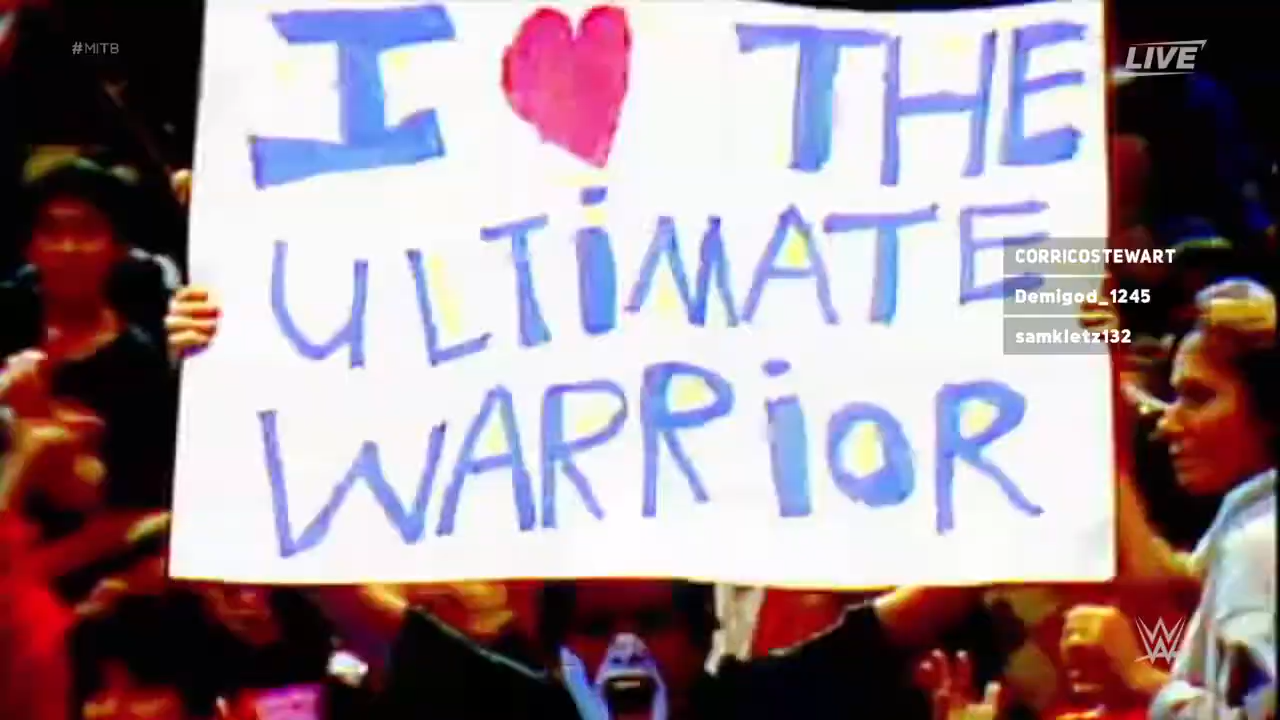 #MITB
LIVE
I ❤ THE
ULTiMATE
WARRiOR
CORRICOSTEWART
Demigod_1245
samkletz132
W